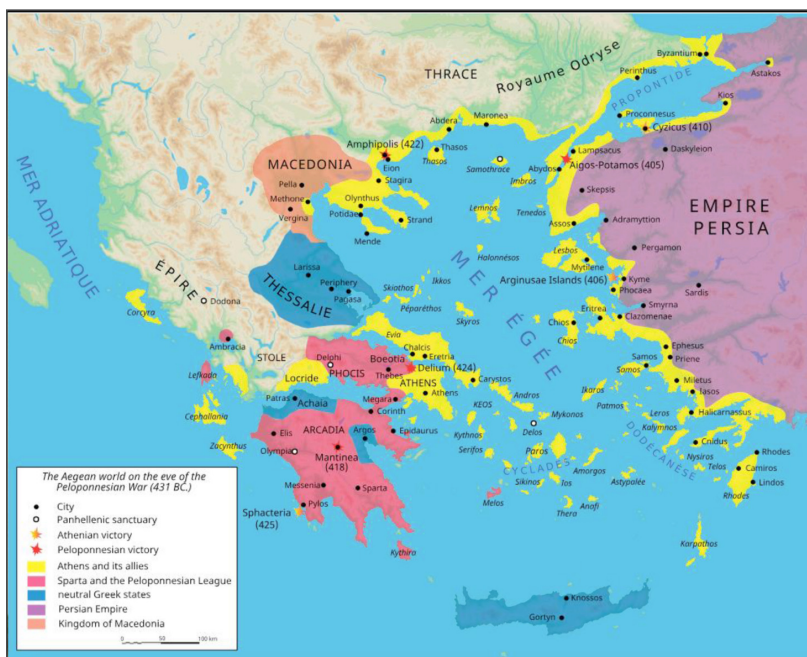 THRACE
Royaume Odryse
Byzantium
Perinthus
Astakos
PROPONTIDE
Kios
Proconnesus
Cyzicus (410)
Abdera
Maronea
Amphipolis (422)
Thasos
Thasos
Eion
Lampsacus
Daskyleion
MACEDONIA
Samothrace
Abydos
Aigos-Potamos (405)
Stagira
Imbros
Pella
Skepsis
Methone
Olynthus
Lemnos
EMPIRE
PERSIA
Vergina
Potidae
Strand
Tenedos
Assos
Adramyttion
Mende
MER ADRIATIQUE
Lesbos
Pergamon
Halonnésos
Mytilene
MER ÉGÉE
Larissa
THESSALIE
Periphery
Pagasa
Ikkos
Arginusae Islands (406)
Kyme
Phocaea
Sardis
ÉPIRE
Dodona
Skiathos
Péparéthos
Smyrna
Corcyra
Skyros
Eritrea
Clazomenae
Chios
Chios
Ambracia
Evia
STOLE
Delphi
Boeotia
Chalcis
Eretria
Ephesus
Lefkada
PHOCIS
Thebes
Delium (424)
Samos
Samos
Priene
Locride
ATHENS
Carystos
Miletus
Patras
Achaia
Megara
Athens
Andros
Ikaros
Iasos
Cephallania
Corinth
KEOS
Mykonos
Patmos
Leros
Halicarnassus
ARCADIA
Argos
Epidaurus
Kythnos
Delos
Kalymnos
Zacynthus
Elis
Olympia
Mantinea
(418)
Serifos
Paros
DODÉCANÈSE
Cnidus
Nysiros
Rhodes
CYCLADES
Amorgos
Telos
Camiros
Messenia
Sparta
Sikinos
Ios
Astypalée
Lindos
Rhodes
Pylos
Melos
Anafi
Thera
Sphacteria
(425)
Kythira
Karpathos
Knossos
Gortyn
The Aegean world on the eve of the
Peloponnesian War (431 BC.)
City
Panhellenic sanctuary
Athenian victory
Peloponnesian victory
Athens and its allies
Sparta and the Peloponnesian League
neutral Greek states
Persian Empire
Kingdom of Macedonia
0 50 100 km